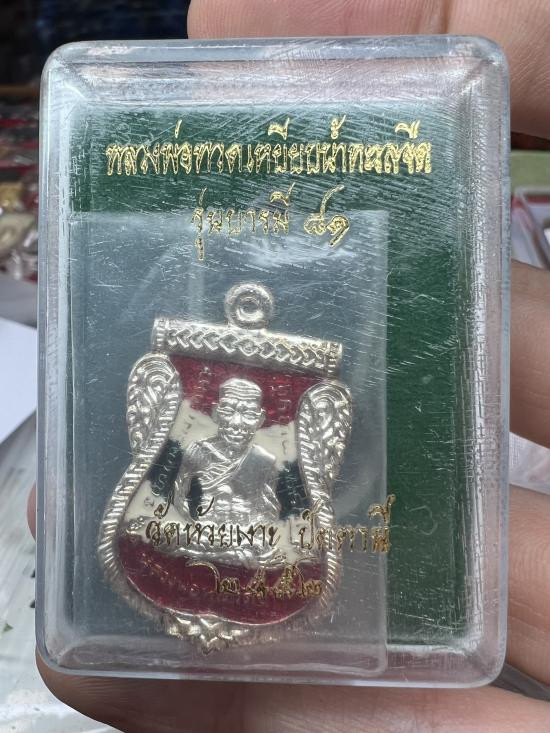 หลวงพ่อทวดเหยียบน้ำทะเลจืด
รุ่นบารมี ๘๑
วัดห้วยเงาะ ปัตตานี
๒๕๕๒